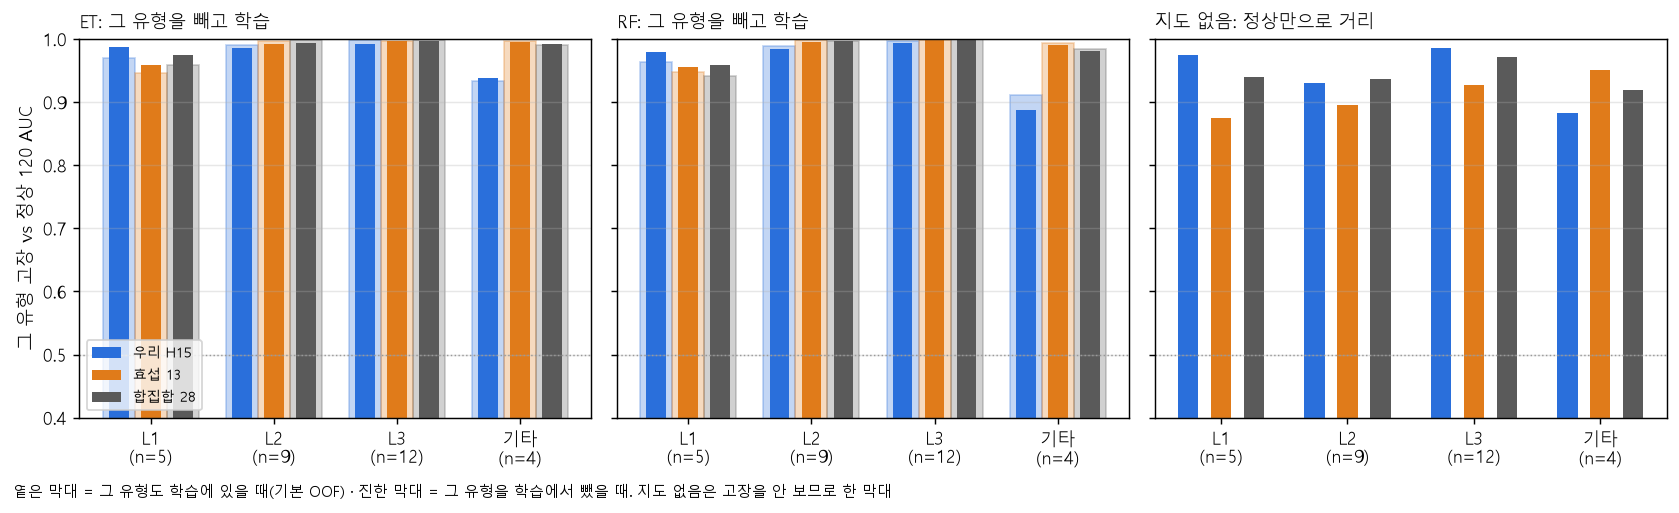 ET: 그 유형을 빼고 학습
RF: 그 유형을 빼고 학습
지도 없음: 정상만으로 거리
그 유형 고장 vs 정상 120 AUC
1.0
0.9
0.8
0.7
0.6
0.5
0.4
우리 H15
효섭 13
합집합 28
L1
(n=5)
L2
(n=9)
L3
(n=12)
기타
(n=4)
L1
(n=5)
L2
(n=9)
L3
(n=12)
기타
(n=4)
L1
(n=5)
L2
(n=9)
L3
(n=12)
기타
(n=4)
옅은 막대 = 그 유형도 학습에 있을 때(기본 OOF) · 진한 막대 = 그 유형을 학습에서 뺐을 때. 지도 없음은 고장을 안 보므로 한 막대